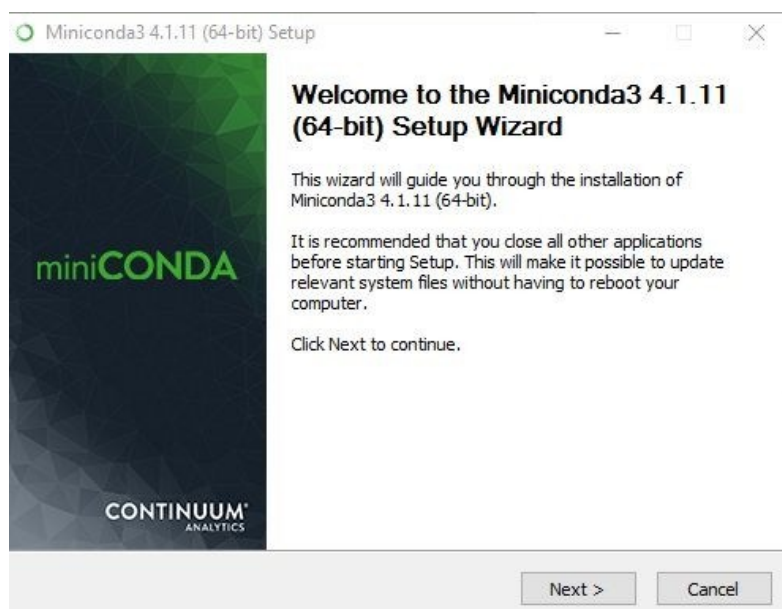 Miniconda3 4.1.11 (64-bit) Setup
Welcome to the Miniconda3 4.1.11
(64-bit) Setup Wizard
This wizard will guide you through the installation of
Miniconda3 4.1.11 (64-bit).
It is recommended that you close all other applications
before starting Setup. This will make it possible to update
relevant system files without having to reboot your
computer.
Click Next to continue.
miniCONDA
CONTINUUM®
ANALYTICS
Next >
Cancel